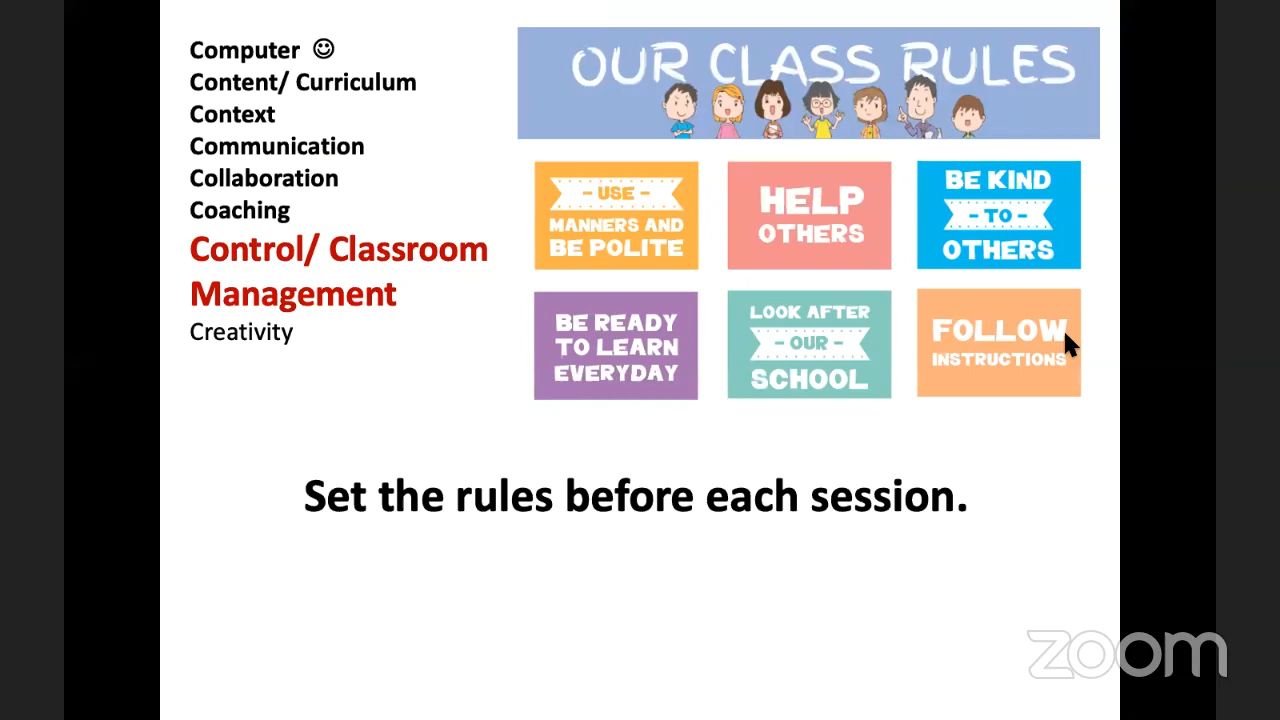 Computer ☺
Content/ Curriculum
Context
Communication
Collaboration
Coaching
Control/ Classroom
Management
Creativity
OUR CLASS RULES
- USE -
MANNERS AND
BE POLITE
HELP
OTHERS
BE KIND
- TO -
OTHERS
BE READY
TO LEARN
EVERYDAY
LOOK AFTER
- OUR -
SCHOOL
FOLLOW
INSTRUCTIONS
Set the rules before each session.
zoom